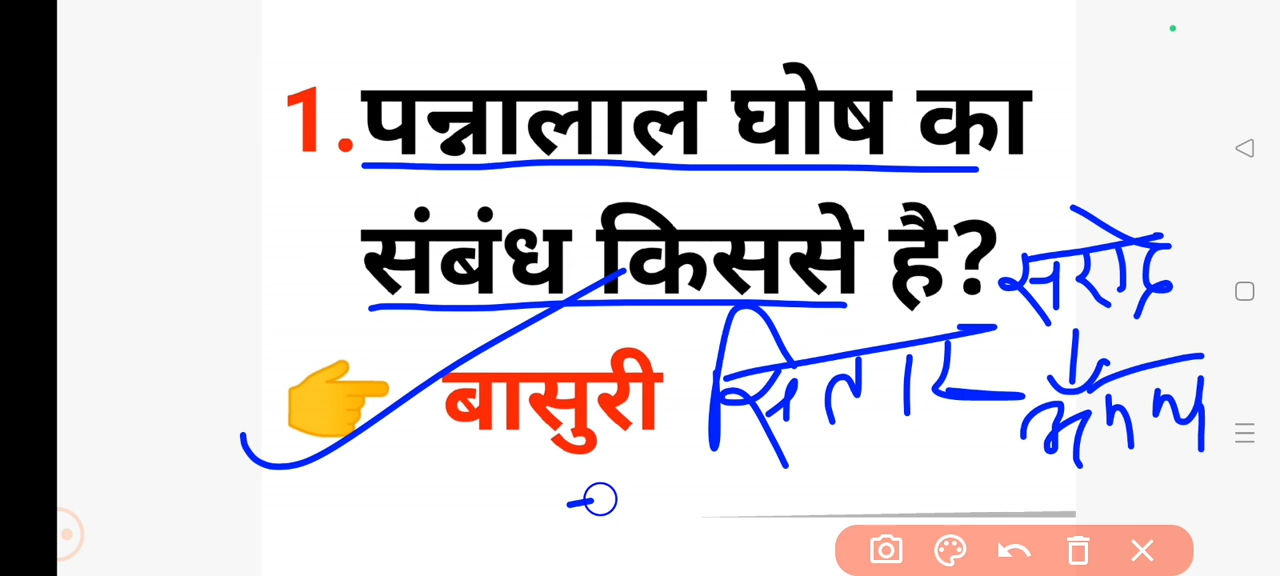 1. पन्नालाल घोष का
संबंध किससे है?
सरोद
बासुरी
सितार